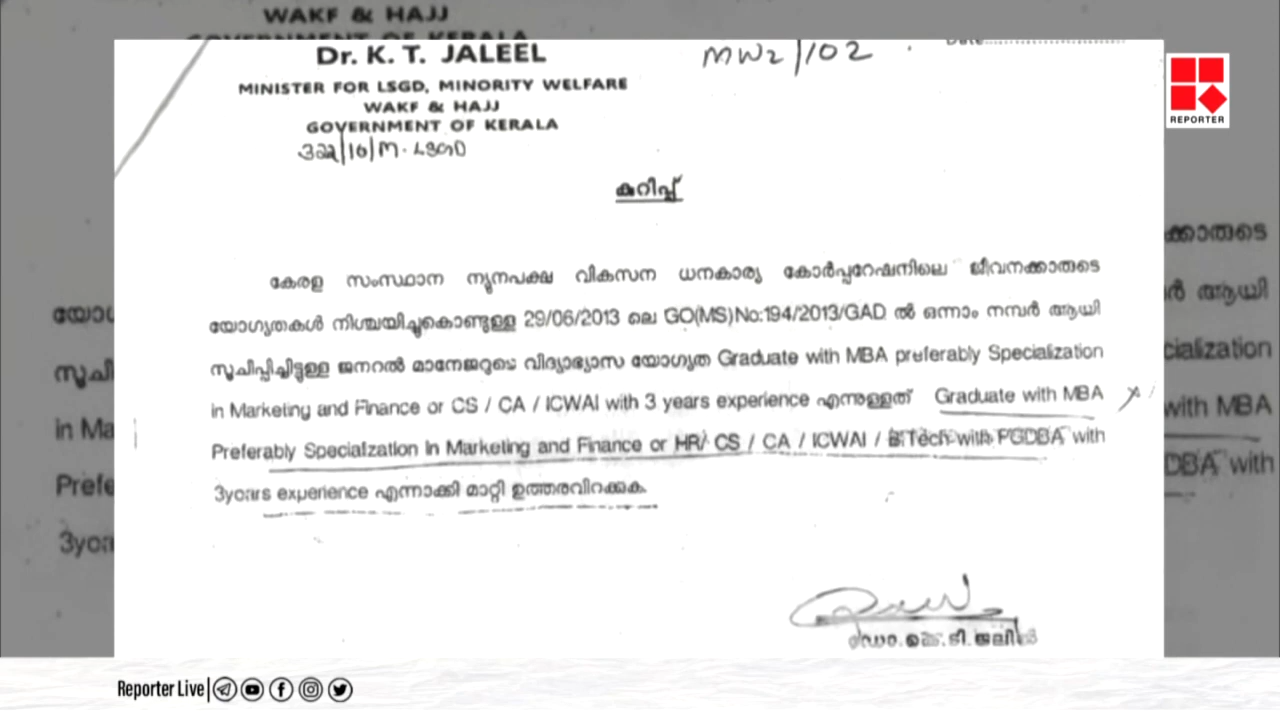 WAKF & HAJJ
GOVERNMENT OF KERALA
Dr. K. T. JALEEL
MW2/102
MINISTER FOR LSGD, MINORITY WELFARE
WAKF & HAJJ
GOVERNMENT OF KERALA
REPORTER
കുറിപ്പ്
കേരള സംസ്ഥാന ന്യൂനപക്ഷ വികസന ധനകാര്യ കോർപ്പറേഷനിലെ ജീവനക്കാരുടെ
യോഗ്യതകൾ നിശ്ചയിച്ചുകൊണ്ടുള്ള 29/06/2013 ലെ GO(MS)No:194/2013/GAD ൽ ഒന്നാം നമ്പർ ആയി
സൂചിപ്പിച്ചിട്ടുള്ള ജനറൽ മാനേജറുടെ വിദ്യാഭ്യാസ യോഗ്യത Graduate with MBA preferably Specialization
in Marketing and Finance or CS / CA / ICWAI with 3 years experience എന്നുള്ളത് Graduate with MBA
Preferably Specialization in Marketing and Finance or HR/ CS / CA / ICWAI / B.Tech with PGDBA with
3years experience എന്നാക്കി മാറ്റി ഉത്തരവിറക്കുക.
ഡോ. കെ.ടി.ജലീൽ
Reporter Live